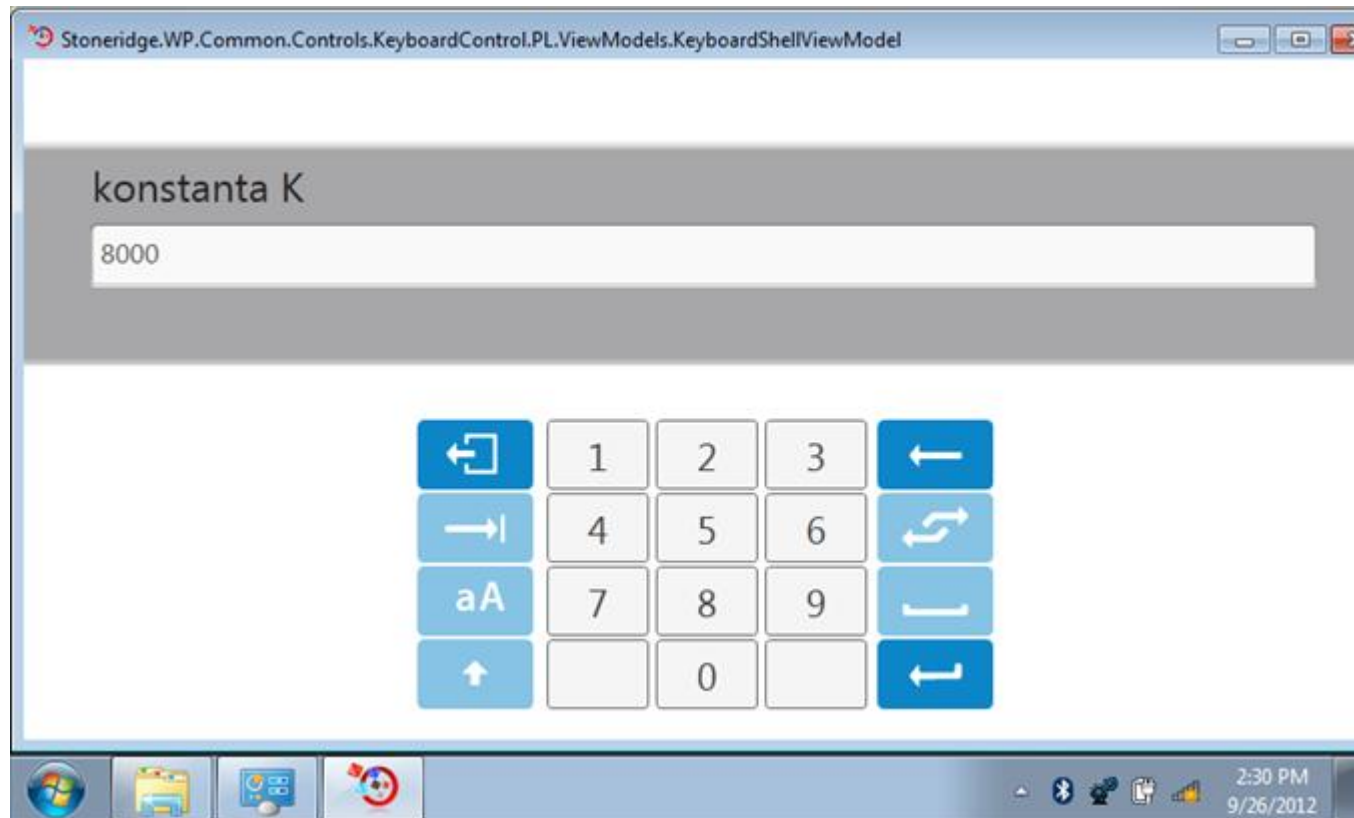 Stoneridge.WP.Common.Controls.KeyboardControl.PL.ViewModels.KeyboardShellViewModel
konstanta K
8000
1 2 3
4 5 6
aA 7 8 9
0
2:30 PM
9/26/2012